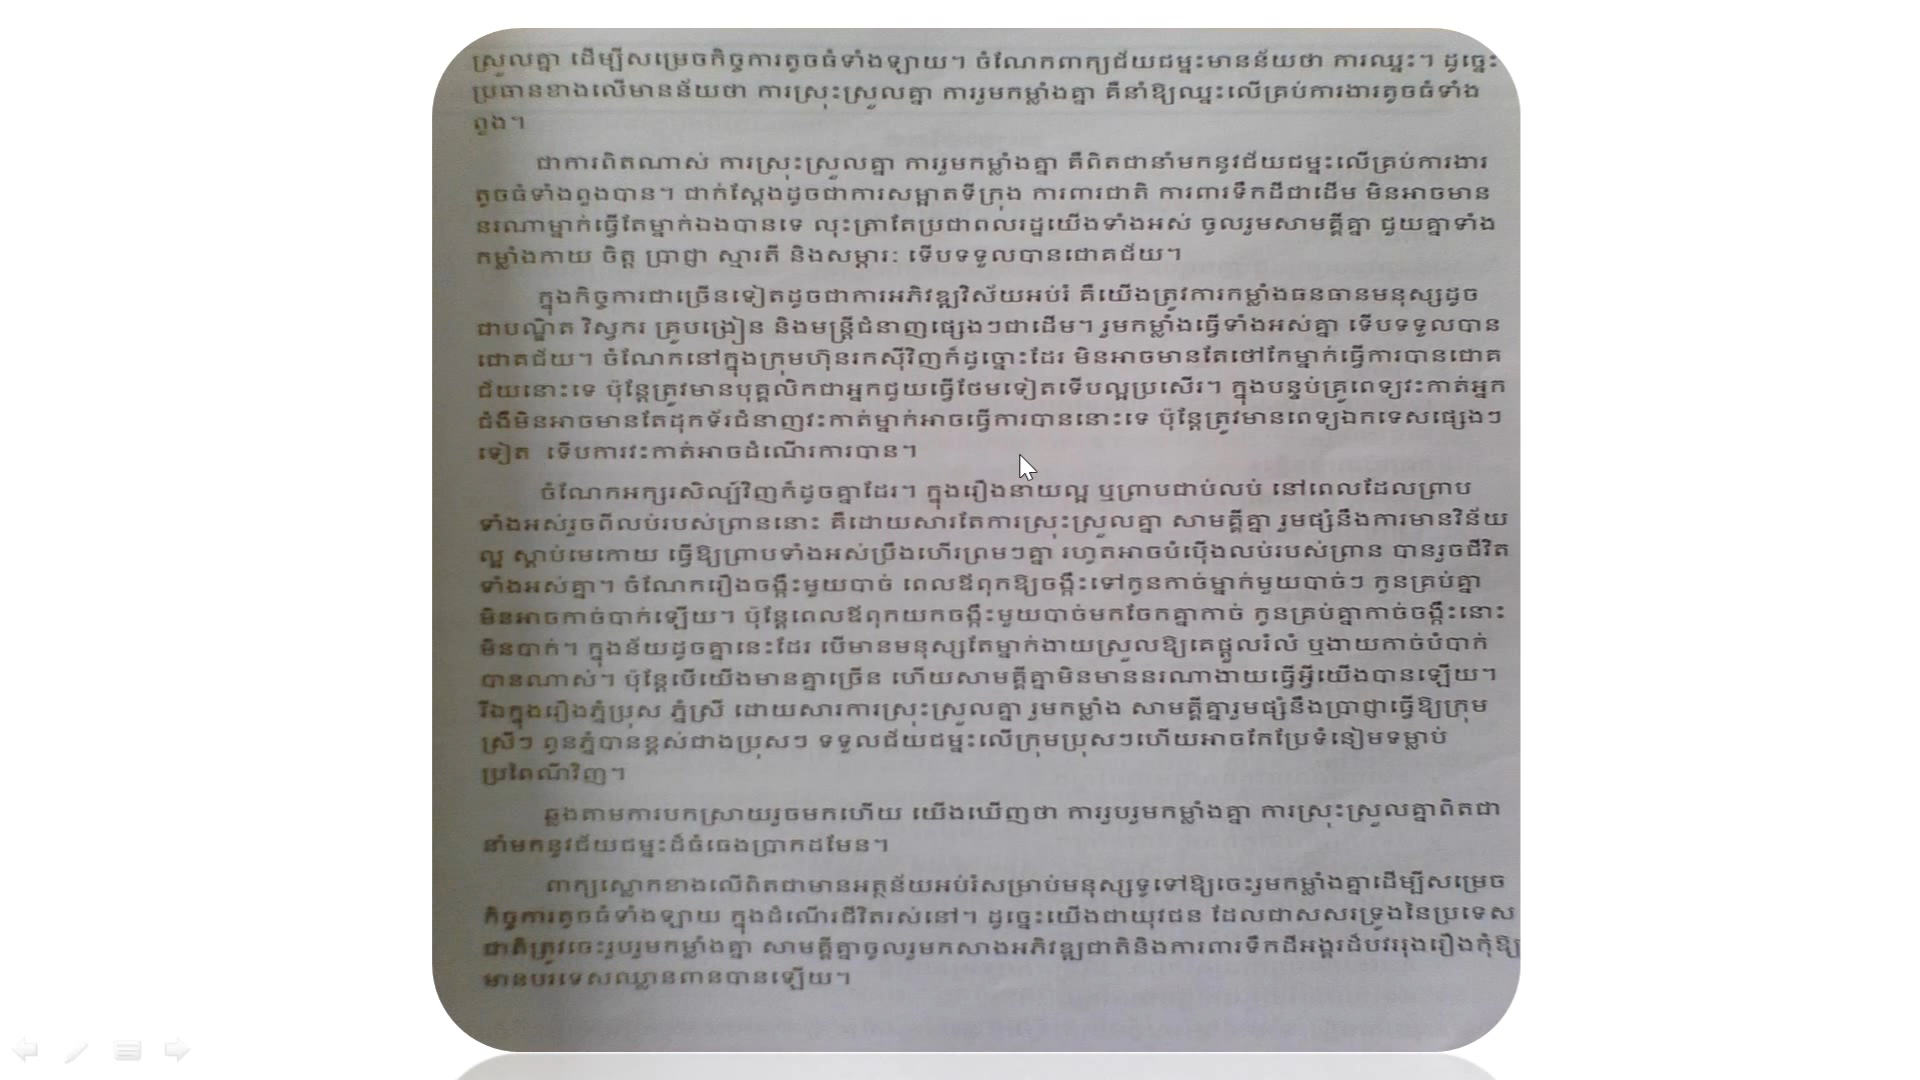 ស្រួលគ្នា ដើម្បីសម្រេចកិច្ចការតូចធំទាំងឡាយ។ ចំណែកពាក្យជ័យជម្នះមានន័យថា ការឈ្នះ។ ដូច្នេះ
ប្រធានខាងលើមានន័យថា ការស្រុះស្រួលគ្នា ការរួមកម្លាំងគ្នា គឺនាំឱ្យឈ្នះលើគ្រប់ការងារតូចធំទាំង
ពួង។
ជាការពិតណាស់ ការស្រុះស្រួលគ្នា ការរួមកម្លាំងគ្នា គឺពិតជានាំមកនូវជ័យជម្នះលើគ្រប់ការងារ
តូចធំទាំងពួងបាន។ ជាក់ស្តែងដូចជាការសម្អាតទីក្រុង ការពារជាតិ ការពារទឹកដីជាដើម មិនអាចមាន
នរណាម្នាក់ធ្វើតែម្នាក់ឯងបានទេ លុះត្រាតែប្រជាពលរដ្ឋយើងទាំងអស់ ចូលរួមសាមគ្គីគ្នា ជួយគ្នាទាំង
កម្លាំងកាយ ចិត្ត ប្រាជ្ញា ស្មារតី និងសម្ភារៈ ទើបទទួលបានជោគជ័យ។
ក្នុងកិច្ចការជាច្រើនទៀតដូចជាការអភិវឌ្ឍវិស័យអប់រំ គឺយើងត្រូវការកម្លាំងធនធានមនុស្សដូច
ជាបណ្ឌិត វិស្វករ គ្រូបង្រៀន និងមន្ត្រីជំនាញផ្សេងៗជាដើម។ រួមកម្លាំងធ្វើទាំងអស់គ្នា ទើបទទួលបាន
ជោគជ័យ។ ចំណែកនៅក្នុងក្រុមហ៊ុនរកស៊ីវិញក៏ដូច្នោះដែរ មិនអាចមានតែថៅកែម្នាក់ធ្វើការបានជោគ
ជ័យនោះទេ ប៉ុន្តែត្រូវមានបុគ្គលិកជាអ្នកជួយធ្វើថែមទៀតទើបល្អប្រសើរ។ ក្នុងបន្ទប់គ្រូពេទ្យវះកាត់អ្នក
ជំងឺមិនអាចមានតែដុកទ័រជំនាញវះកាត់ម្នាក់អាចធ្វើការបាននោះទេ ប៉ុន្តែត្រូវមានពេទ្យឯកទេសផ្សេងៗ
ទៀត ទើបការវះកាត់អាចដំណើរការបាន។
ចំណែកអក្សរសិល្ប៍វិញក៏ដូចគ្នាដែរ។ ក្នុងរឿងនាយល្អ ឬព្រាបជាប់លប់ នៅពេលដែលព្រាប
ទាំងអស់រួចពីលប់របស់ព្រាននោះ គឺដោយសារតែការស្រុះស្រួលគ្នា សាមគ្គីគ្នា រួមផ្សំនឹងការមានវិន័យ
ល្អ ស្តាប់មេកោយ ធ្វើឱ្យព្រាបទាំងអស់ប្រឹងហើរព្រមៗគ្នា រហូតអាចបំប៉ើងលប់របស់ព្រាន បានរួចជីវិត
ទាំងអស់គ្នា។ ចំណែករឿងចង្កឹះមួយបាច់ ពេលឪពុកឱ្យចង្កឹះទៅកូនកាច់ម្នាក់មួយបាច់ៗ កូនគ្រប់គ្នា
មិនអាចកាច់បាក់ឡើយ។ ប៉ុន្តែពេលឪពុកយកចង្កឹះមួយបាច់មកចែកគ្នាកាច់ កូនគ្រប់គ្នាកាច់ចង្កឹះនោះ
មិនបាក់។ ក្នុងន័យដូចគ្នានេះដែរ បើមានមនុស្សតែម្នាក់ងាយស្រួលឱ្យគេផ្តួលរំលំ ឬងាយកាច់បំបាក់
បានណាស់។ ប៉ុន្តែបើយើងមានគ្នាច្រើន ហើយសាមគ្គីគ្នាមិនមាននរណាងាយធ្វើអ្វីយើងបានឡើយ។
រីឯក្នុងរឿងភ្នំប្រុស ភ្នំស្រី ដោយសារការស្រុះស្រួលគ្នា រួមកម្លាំង សាមគ្គីគ្នារួមផ្សំនឹងប្រាជ្ញាធ្វើឱ្យក្រុម
ស្រីៗ ពូនភ្នំបានខ្ពស់ជាងប្រុសៗ ទទួលជ័យជម្នះលើក្រុមប្រុសៗហើយអាចកែប្រែទំនៀមទម្លាប់
ប្រពៃណីវិញ។
ឆ្លងតាមការបកស្រាយរួចមកហើយ យើងឃើញថា ការរួបរួមកម្លាំងគ្នា ការស្រុះស្រួលគ្នាពិតជា
នាំមកនូវជ័យជម្នះដ៏ធំធេងប្រាកដមែន។
ពាក្យស្លោកខាងលើពិតជាមានអត្ថន័យអប់រំសម្រាប់មនុស្សទូទៅឱ្យចេះរួមកម្លាំងគ្នាដើម្បីសម្រេច
កិច្ចការតូចធំទាំងឡាយ ក្នុងដំណើរជីវិតរស់នៅ។ ដូច្នេះយើងជាយុវជន ដែលជាសសរទ្រូងនៃប្រទេស
ជាតិត្រូវចេះរួបរួមកម្លាំងគ្នា សាមគ្គីគ្នាចូលរួមកសាងអភិវឌ្ឍជាតិនិងការពារទឹកដីអង្គរដ៏បវររុងរឿងកុំឱ្យ
មានបរទេសឈ្លានពានបានឡើយ។